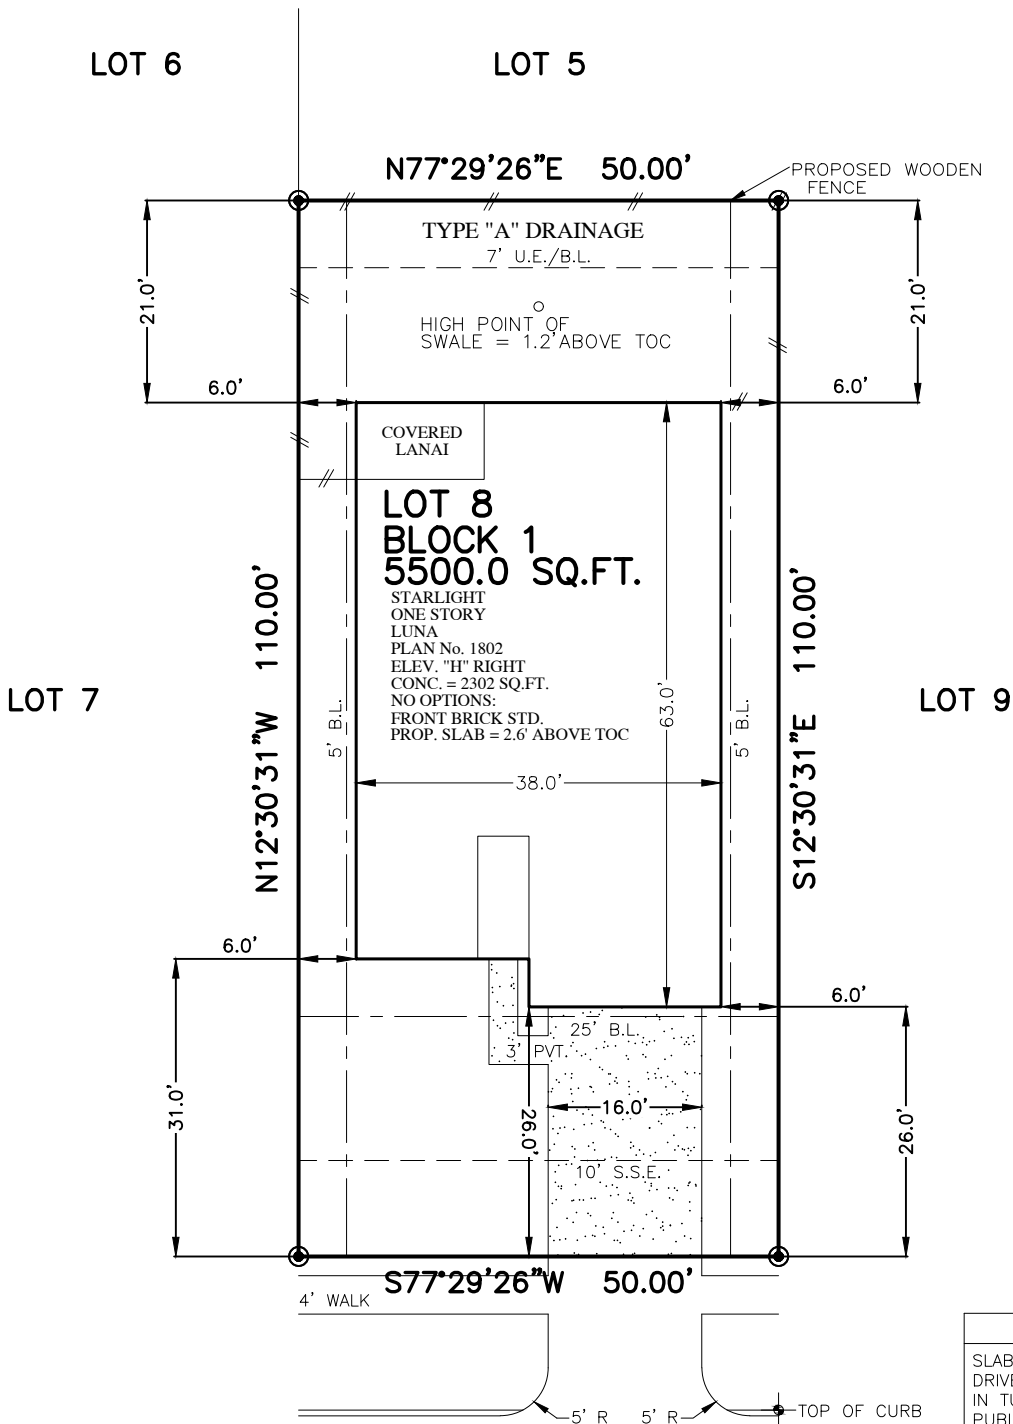 LOT 6
LOT 5
N77°29'26"E 50.00'
PROPOSED WOODEN
FENCE
TYPE "A" DRAINAGE
7' U.E./B.L.
21.0'
21.0'
HIGH POINT OF
SWALE = 1.2' ABOVE TOC
6.0'
6.0'
COVERED
LANAI
LOT 8
BLOCK 1
5500.0 SQ.FT.
STARLIGHT
ONE STORY
LUNA
PLAN No. 1802
ELEV. "H" RIGHT
CONC. = 2302 SQ.FT.
NO OPTIONS:
FRONT BRICK STD.
PROP. SLAB = 2.6' ABOVE TOC
N12°30'31"W 110.00'
S12°30'31"E 110.00'
LOT 7
LOT 9
5' B.L.
63.0'
5' B.L.
38.0'
6.0'
6.0'
25' B.L.
3' PVT.
31.0'
26.0'
16.0'
26.0'
10' S.S.E.
S77°29'26"W 50.00'
4' WALK
5' R
5' R
TOP OF CURB
SLAB
DRIVE
IN TU
PUBL